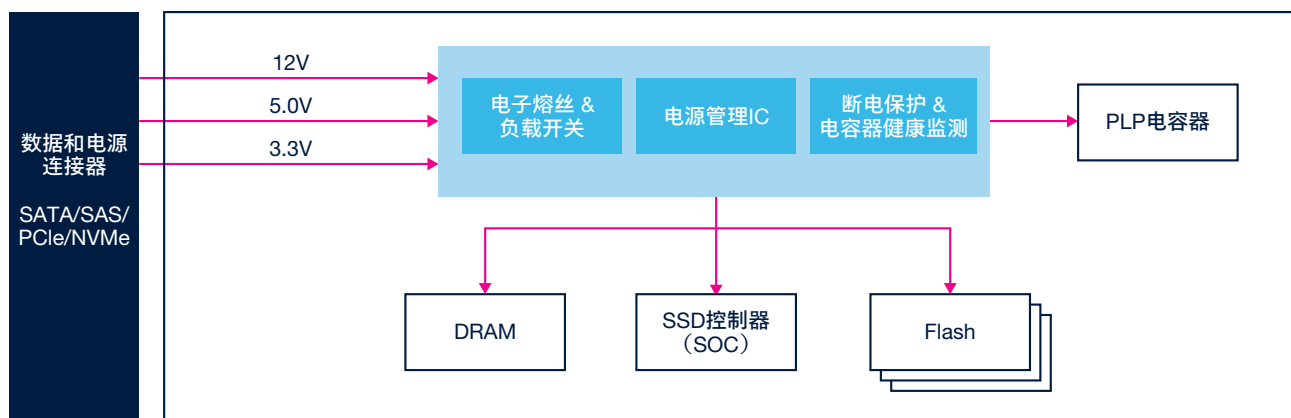 数据和电源
连接器
SATA/SAS/
PCIe/NVMe
12V
5.0V
3.3V
电子熔丝 &
负载开关
电源管理IC
断电保护 &
电容器健康监测
PLP电容器
DRAM
SSD控制器
（SOC）
Flash